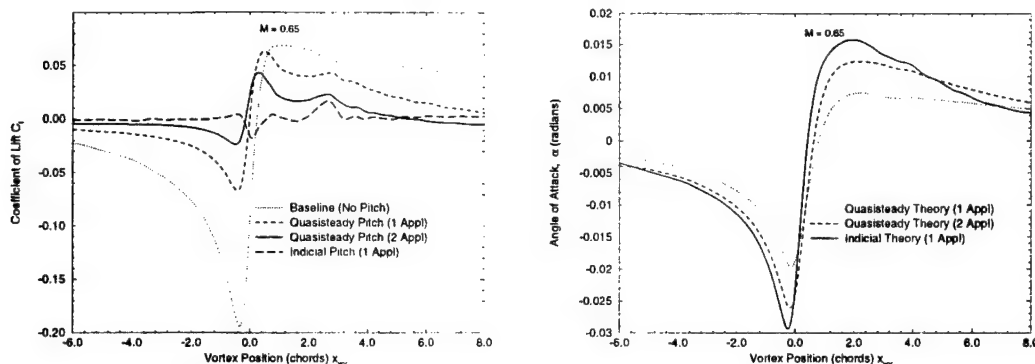 M = 0.65
0.05
0.00
-0.05
-0.10
-0.15
-0.20
Coefficient of Lift Cl
Baseline (No Pitch)
Quasisteady Pitch (1 Appl)
Quasisteady Pitch (2 Appl)
Indicial Pitch (1 Appl)
-6.0
-4.0
-2.0
0.0
2.0
4.0
6.0
8.0
Vortex Position (chords)
M = 0.65
0.02
0.015
0.01
0.005
0
-0.005
-0.01
-0.015
-0.02
-0.025
-0.03
Angle of Attack, α (radians)
Quasisteady Theory (1 Appl)
Quasisteady Theory (2 Appl)
Indicial Theory (1 Appl)
-6.0
-4.0
-2.0
0.0
2.0
4.0
6.0
8.0
Vortex Position (chords)